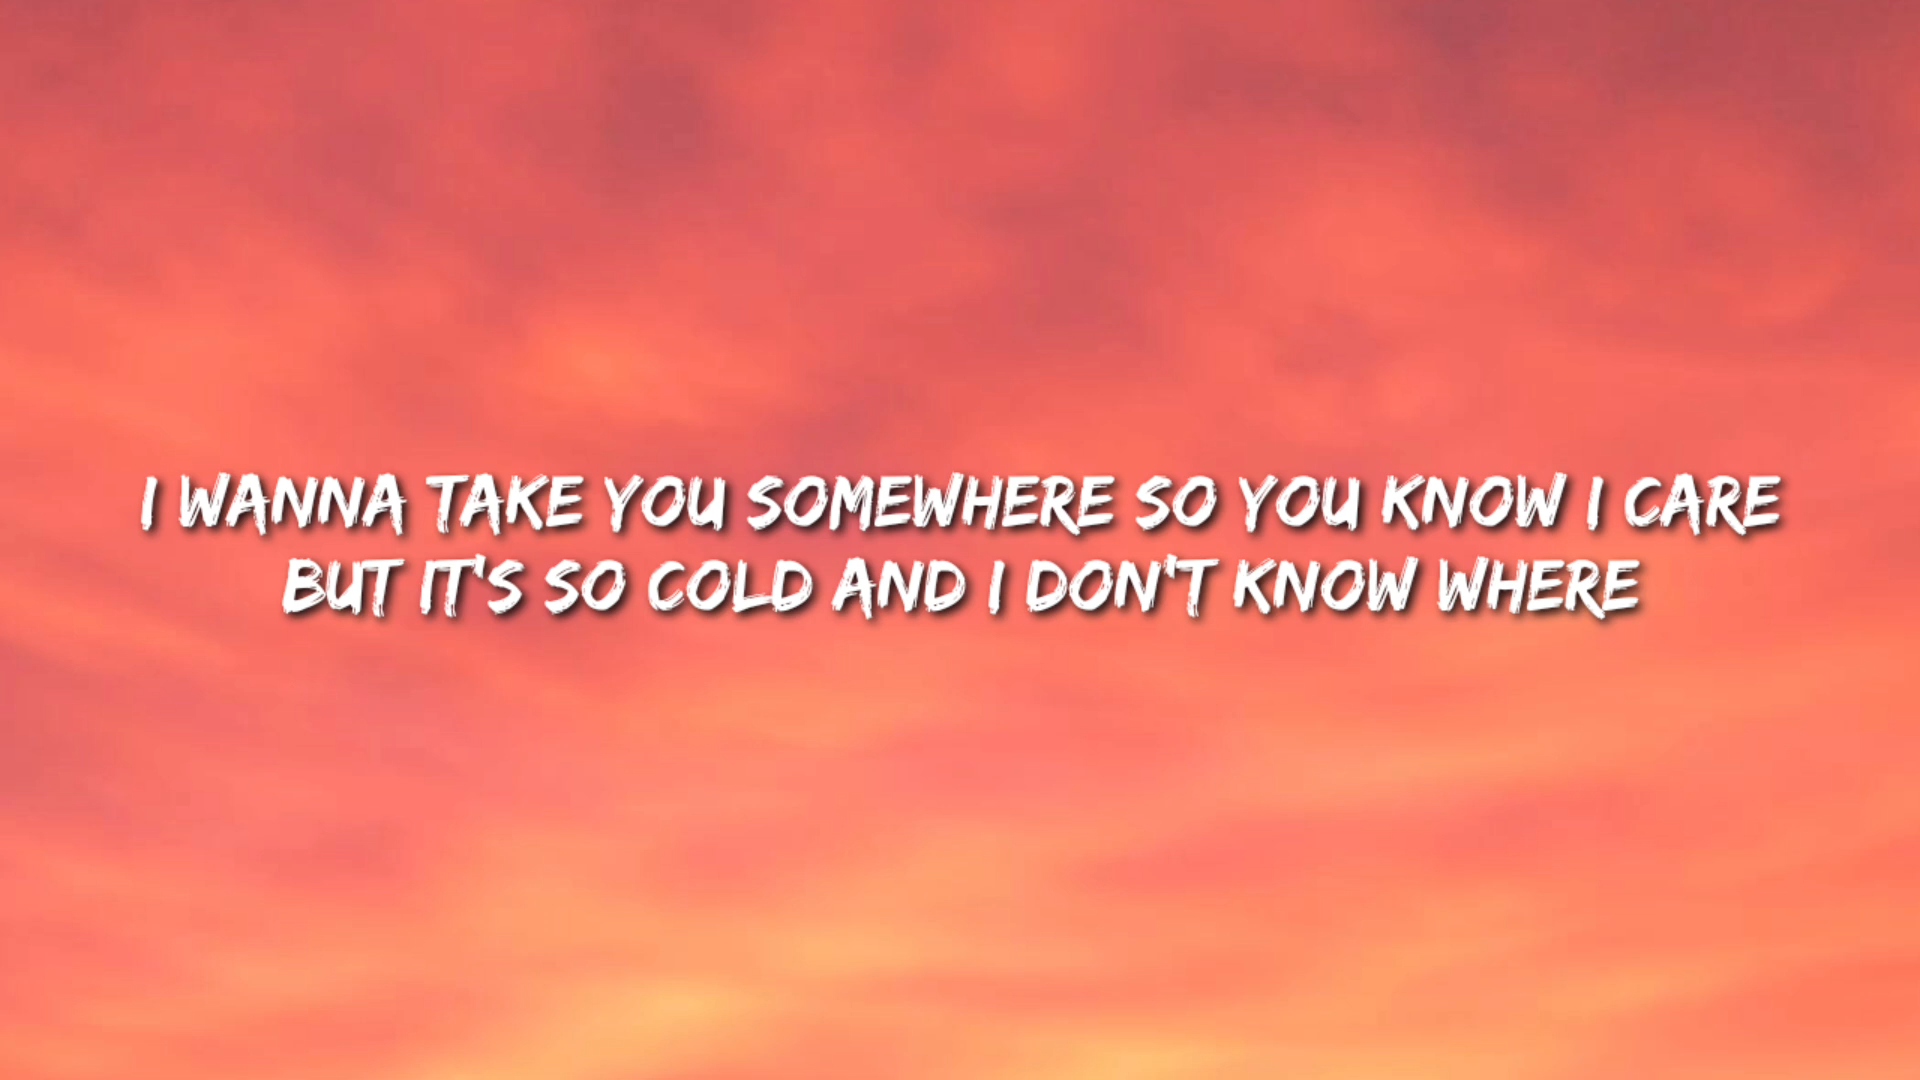 I WANNA TAKE YOU SOMEWHERE SO YOU KNOW I CARE
BUT IT'S SO COLD AND I DON'T KNOW WHERE